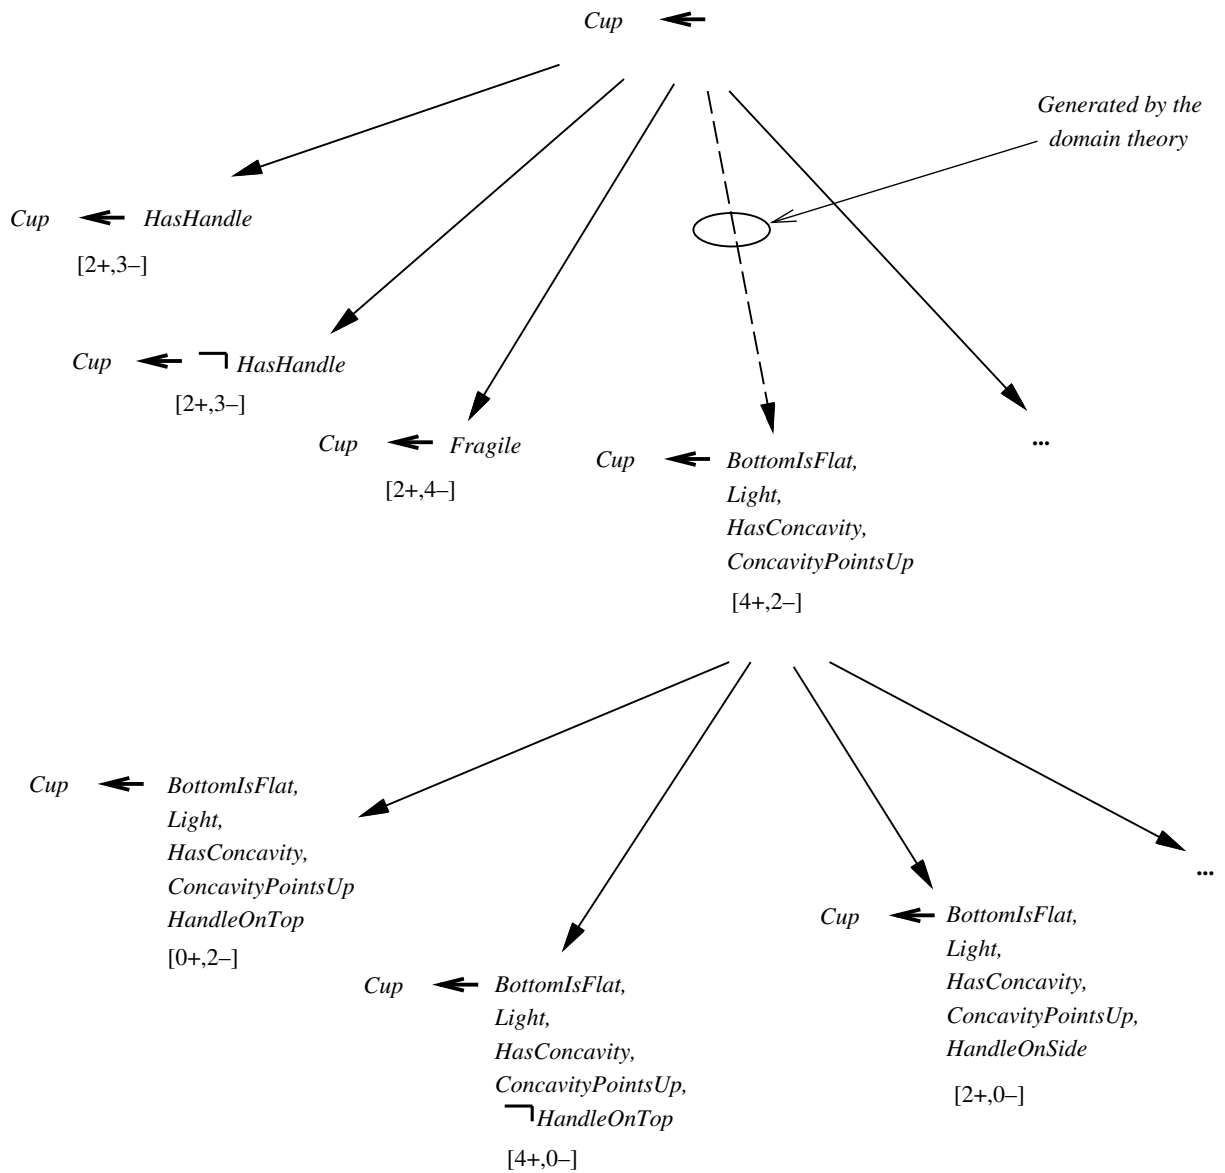 Cup ←
Generated by the
domain theory
Cup ← HasHandle
[2+,3–]
Cup ← ¬ HasHandle
[2+,3–]
Cup ← Fragile
[2+,4–]
Cup ← BottomIsFlat,
Light,
HasConcavity,
ConcavityPointsUp
[4+,2–]
...
Cup ← BottomIsFlat,
Light,
HasConcavity,
ConcavityPointsUp
HandleOnTop
[0+,2–]
Cup ← BottomIsFlat,
Light,
HasConcavity,
ConcavityPointsUp,
¬ HandleOnTop
[4+,0–]
Cup ← BottomIsFlat,
Light,
HasConcavity,
ConcavityPointsUp,
HandleOnSide
[2+,0–]
...